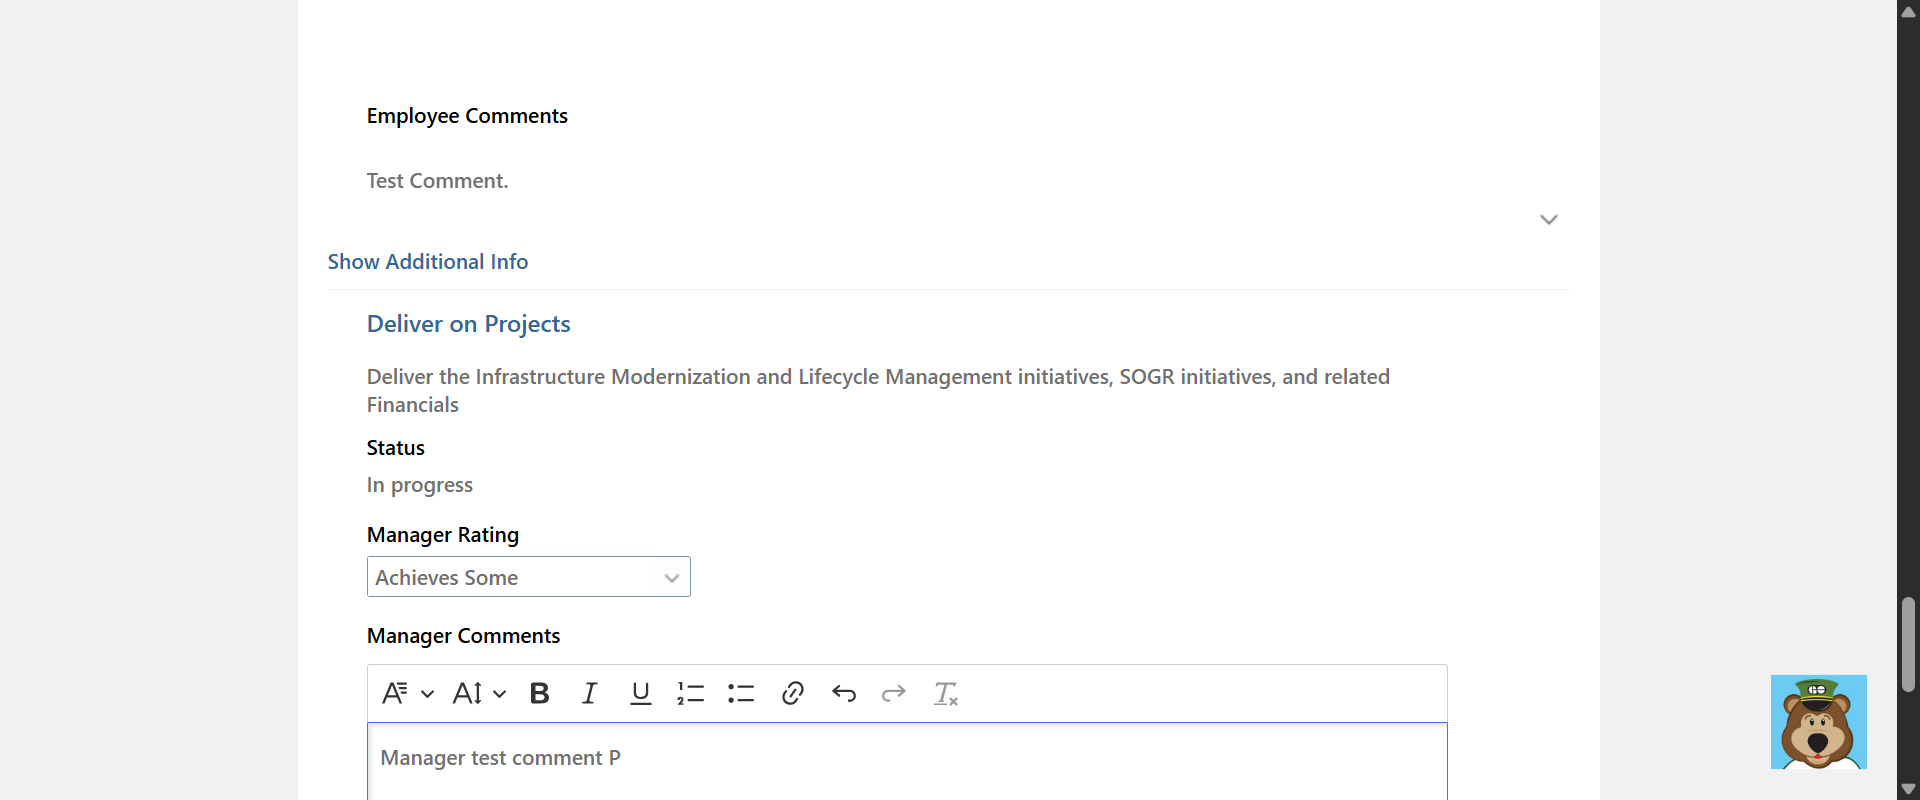 Employee Comments
Test Comment.
Show Additional Info
Deliver on Projects
Deliver the Infrastructure Modernization and Lifecycle Management initiatives, SOGR initiatives, and related
Financials
Status
In progress
Manager Rating
Achieves Some
Manager Comments
Manager test comment P